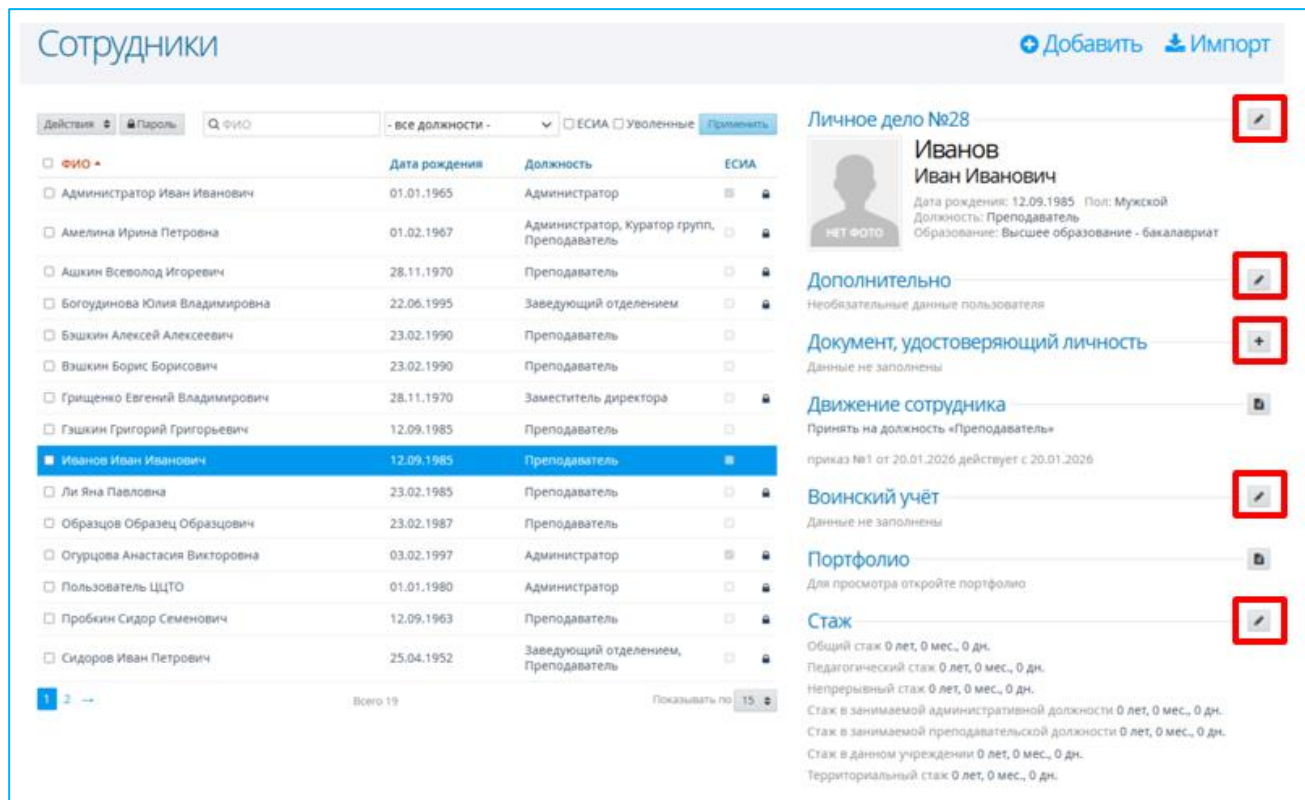 Сотрудники
Добавить Импорт
Действия Пароль ФИО - все должности - ЕСИА Уволенные Применить
ФИО Дата рождения Должность ЕСИА
Администратор Иван Иванович 01.01.1965 Администратор
Амелина Ирина Петровна 01.02.1967 Администратор, Куратор групп,
Преподаватель
Ашкин Всеволод Игоревич 28.11.1970 Преподаватель
Богоудинова Юлия Владимировна 22.06.1995 Заведующий отделением
Бэшкин Алексей Алексеевич 23.02.1990 Преподаватель
Вэшкин Борис Борисович 23.02.1990 Преподаватель
Грищенко Евгений Владимирович 28.11.1970 Заместитель директора
Гэшкин Григорий Григорьевич 12.09.1985 Преподаватель
Иванов Иван Иванович 12.09.1985 Преподаватель
Ли Яна Павловна 23.02.1985 Преподаватель
Образцов Образец Образцович 23.02.1987 Преподаватель
Огурцова Анастасия Викторовна 03.02.1997 Администратор
Пользователь ЦЦТО 01.01.1980 Администратор
Пробкин Сидор Семенович 12.09.1963 Преподаватель
Сидоров Иван Петрович 25.04.1952 Заведующий отделением,
Преподаватель
1 2 → Всего 19 Показывать по 15
Личное дело №28
Иванов
Иван Иванович
Дата рождения: 12.09.1985 Пол: Мужской
Должность: Преподаватель
Образование: Высшее образование - бакалавриат
НЕТ ФОТО
Дополнительно
Необязательные данные пользователя
Документ, удостоверяющий личность
Данные не заполнены
Движение сотрудника
Принять на должность «Преподаватель»
приказ №1 от 20.01.2026 действует с 20.01.2026
Воинский учёт
Данные не заполнены
Портфолио
Для просмотра откройте портфолио
Стаж
Общий стаж 0 лет, 0 мес., 0 дн.
Педагогический стаж 0 лет, 0 мес., 0 дн.
Непрерывный стаж 0 лет, 0 мес., 0 дн.
Стаж в занимаемой административной должности 0 лет, 0 мес., 0 дн.
Стаж в занимаемой преподавательской должности 0 лет, 0 мес., 0 дн.
Стаж в данном учреждении 0 лет, 0 мес., 0 дн.
Территориальный стаж 0 лет, 0 мес., 0 дн.